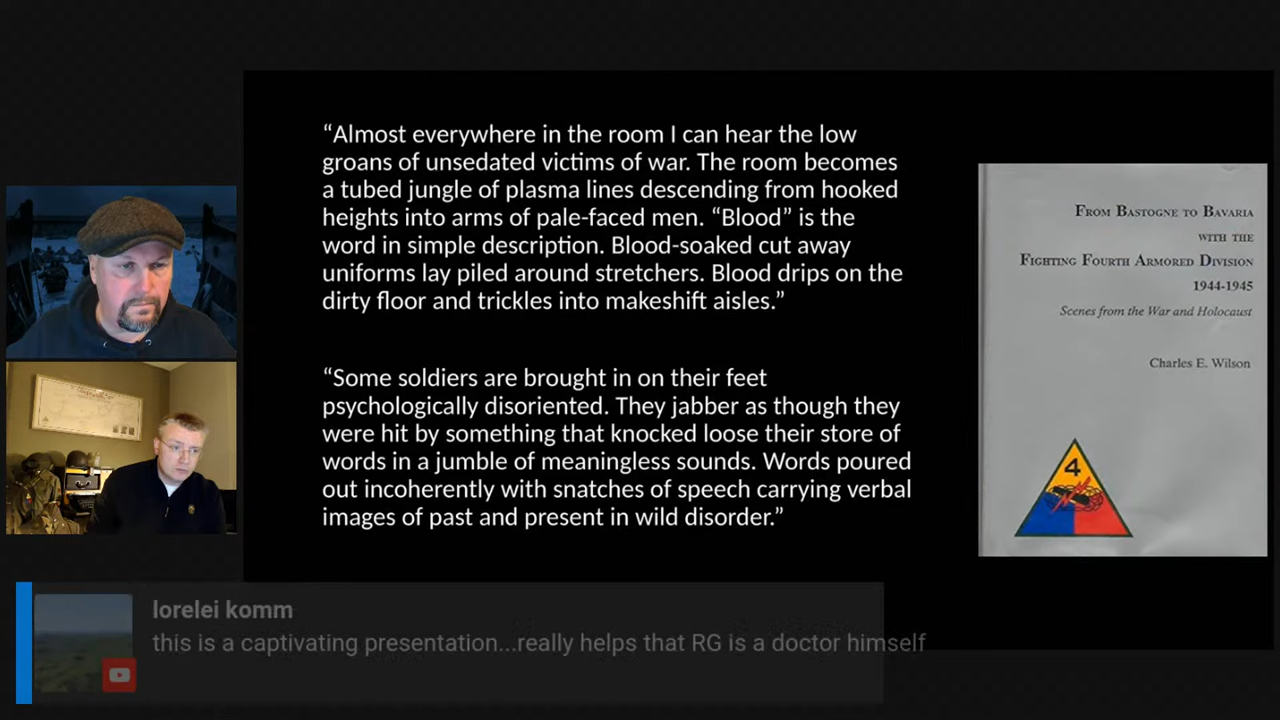 “Almost everywhere in the room I can hear the low
groans of unsedated victims of war. The room becomes
a tubed jungle of plasma lines descending from hooked
heights into arms of pale-faced men. “Blood” is the
word in simple description. Blood-soaked cut away
uniforms lay piled around stretchers. Blood drips on the
dirty floor and trickles into makeshift aisles.”
“Some soldiers are brought in on their feet
psychologically disoriented. They jabber as though they
were hit by something that knocked loose their store of
words in a jumble of meaningless sounds. Words poured
out incoherently with snatches of speech carrying verbal
images of past and present in wild disorder.”
From Bastogne to Bavaria
with the
Fighting Fourth Armored Division
1944-1945
Scenes from the War and Holocaust
Charles E. Wilson
4
lorelei komm
this is a captivating presentation...really helps that RG is a doctor himself